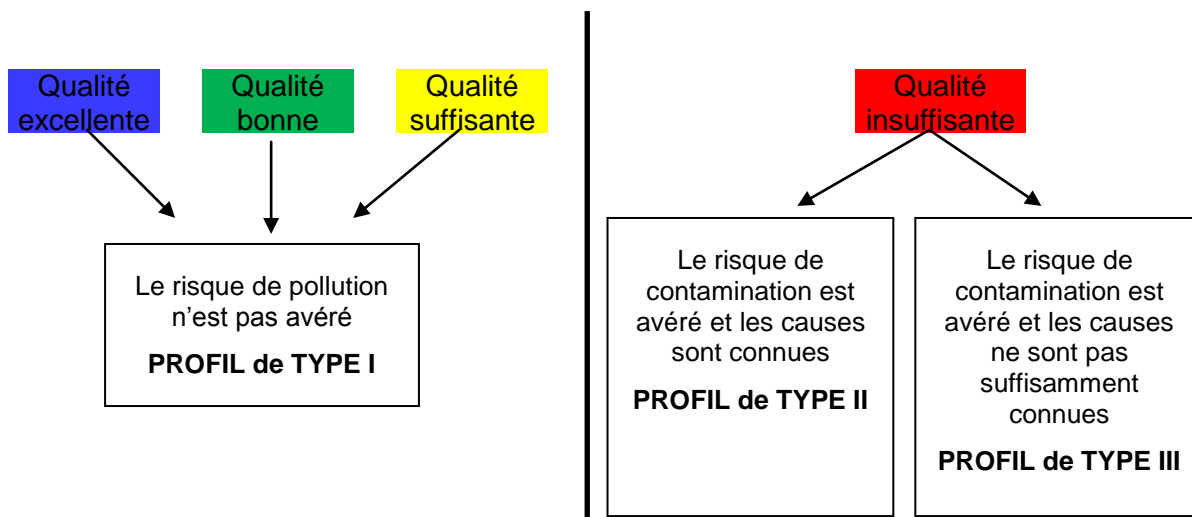 Qualité
excellente
Qualité
bonne
Qualité
suffisante
Qualité
insuffisante
Le risque de pollution
n’est pas avéré
PROFIL de TYPE I
Le risque de
contamination est
avéré et les causes
sont connues
PROFIL de TYPE II
Le risque de
contamination est
avéré et les causes
ne sont pas
suffisamment
connues
PROFIL de TYPE III